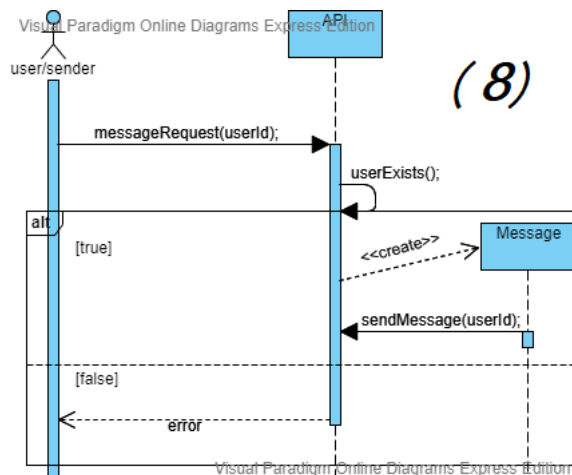 Visual Paradigm Online Diagrams Express Edition
API
user/sender
(8)
messageRequest(userId);
userExists();
alt
[true]
<<create>>
Message
sendMessage(userId);
[false]
error
Visual Paradigm Online Diagrams Express Edition